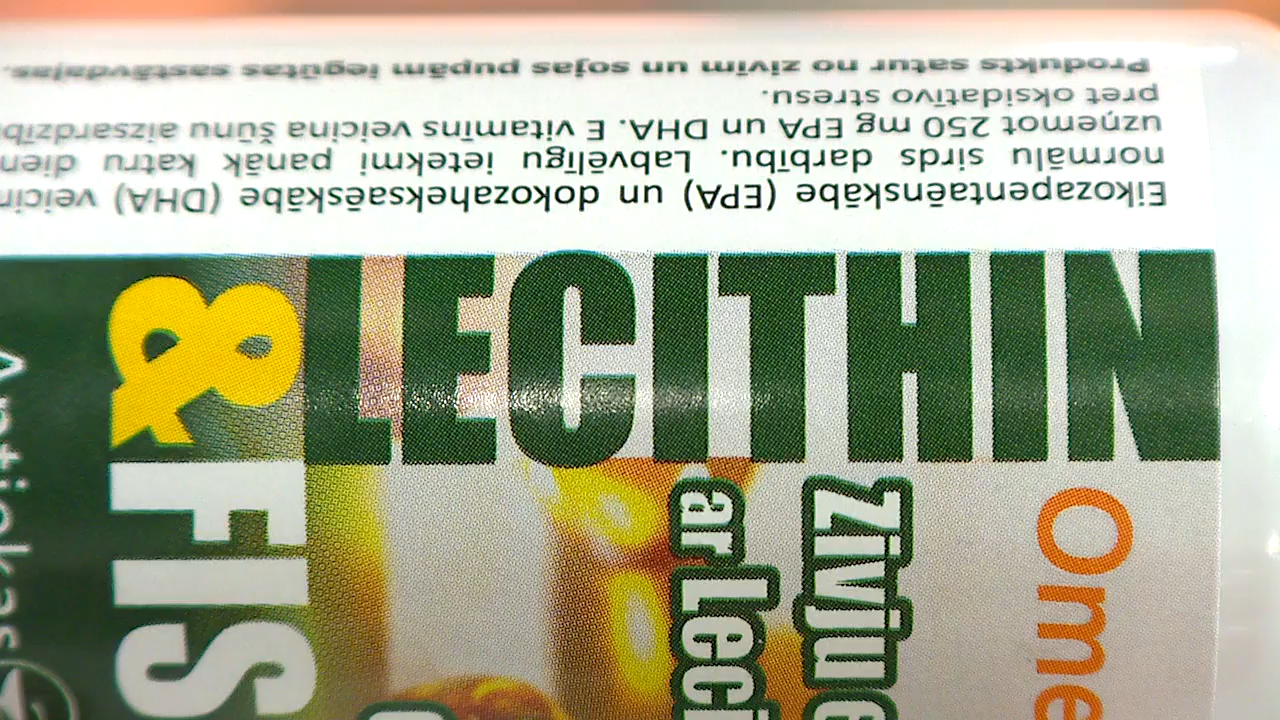 Eikozapentaēnskābe (EPA) un dokozaheksaēskābe (DHA) veicin
normālu sirds darbību. Labvēlīgu ietekmi panāk katru dien
uzņemot 250 mg EPA un DHA. E vitamīns veicina šūnu aizsardzīb
pret oksidatīvo stresu.
Produkts satur no zivīm un sojas pupām iegūtas sastāvdaļas.
LECITHIN
Ome
Zivju e
ar Leci
& FIS